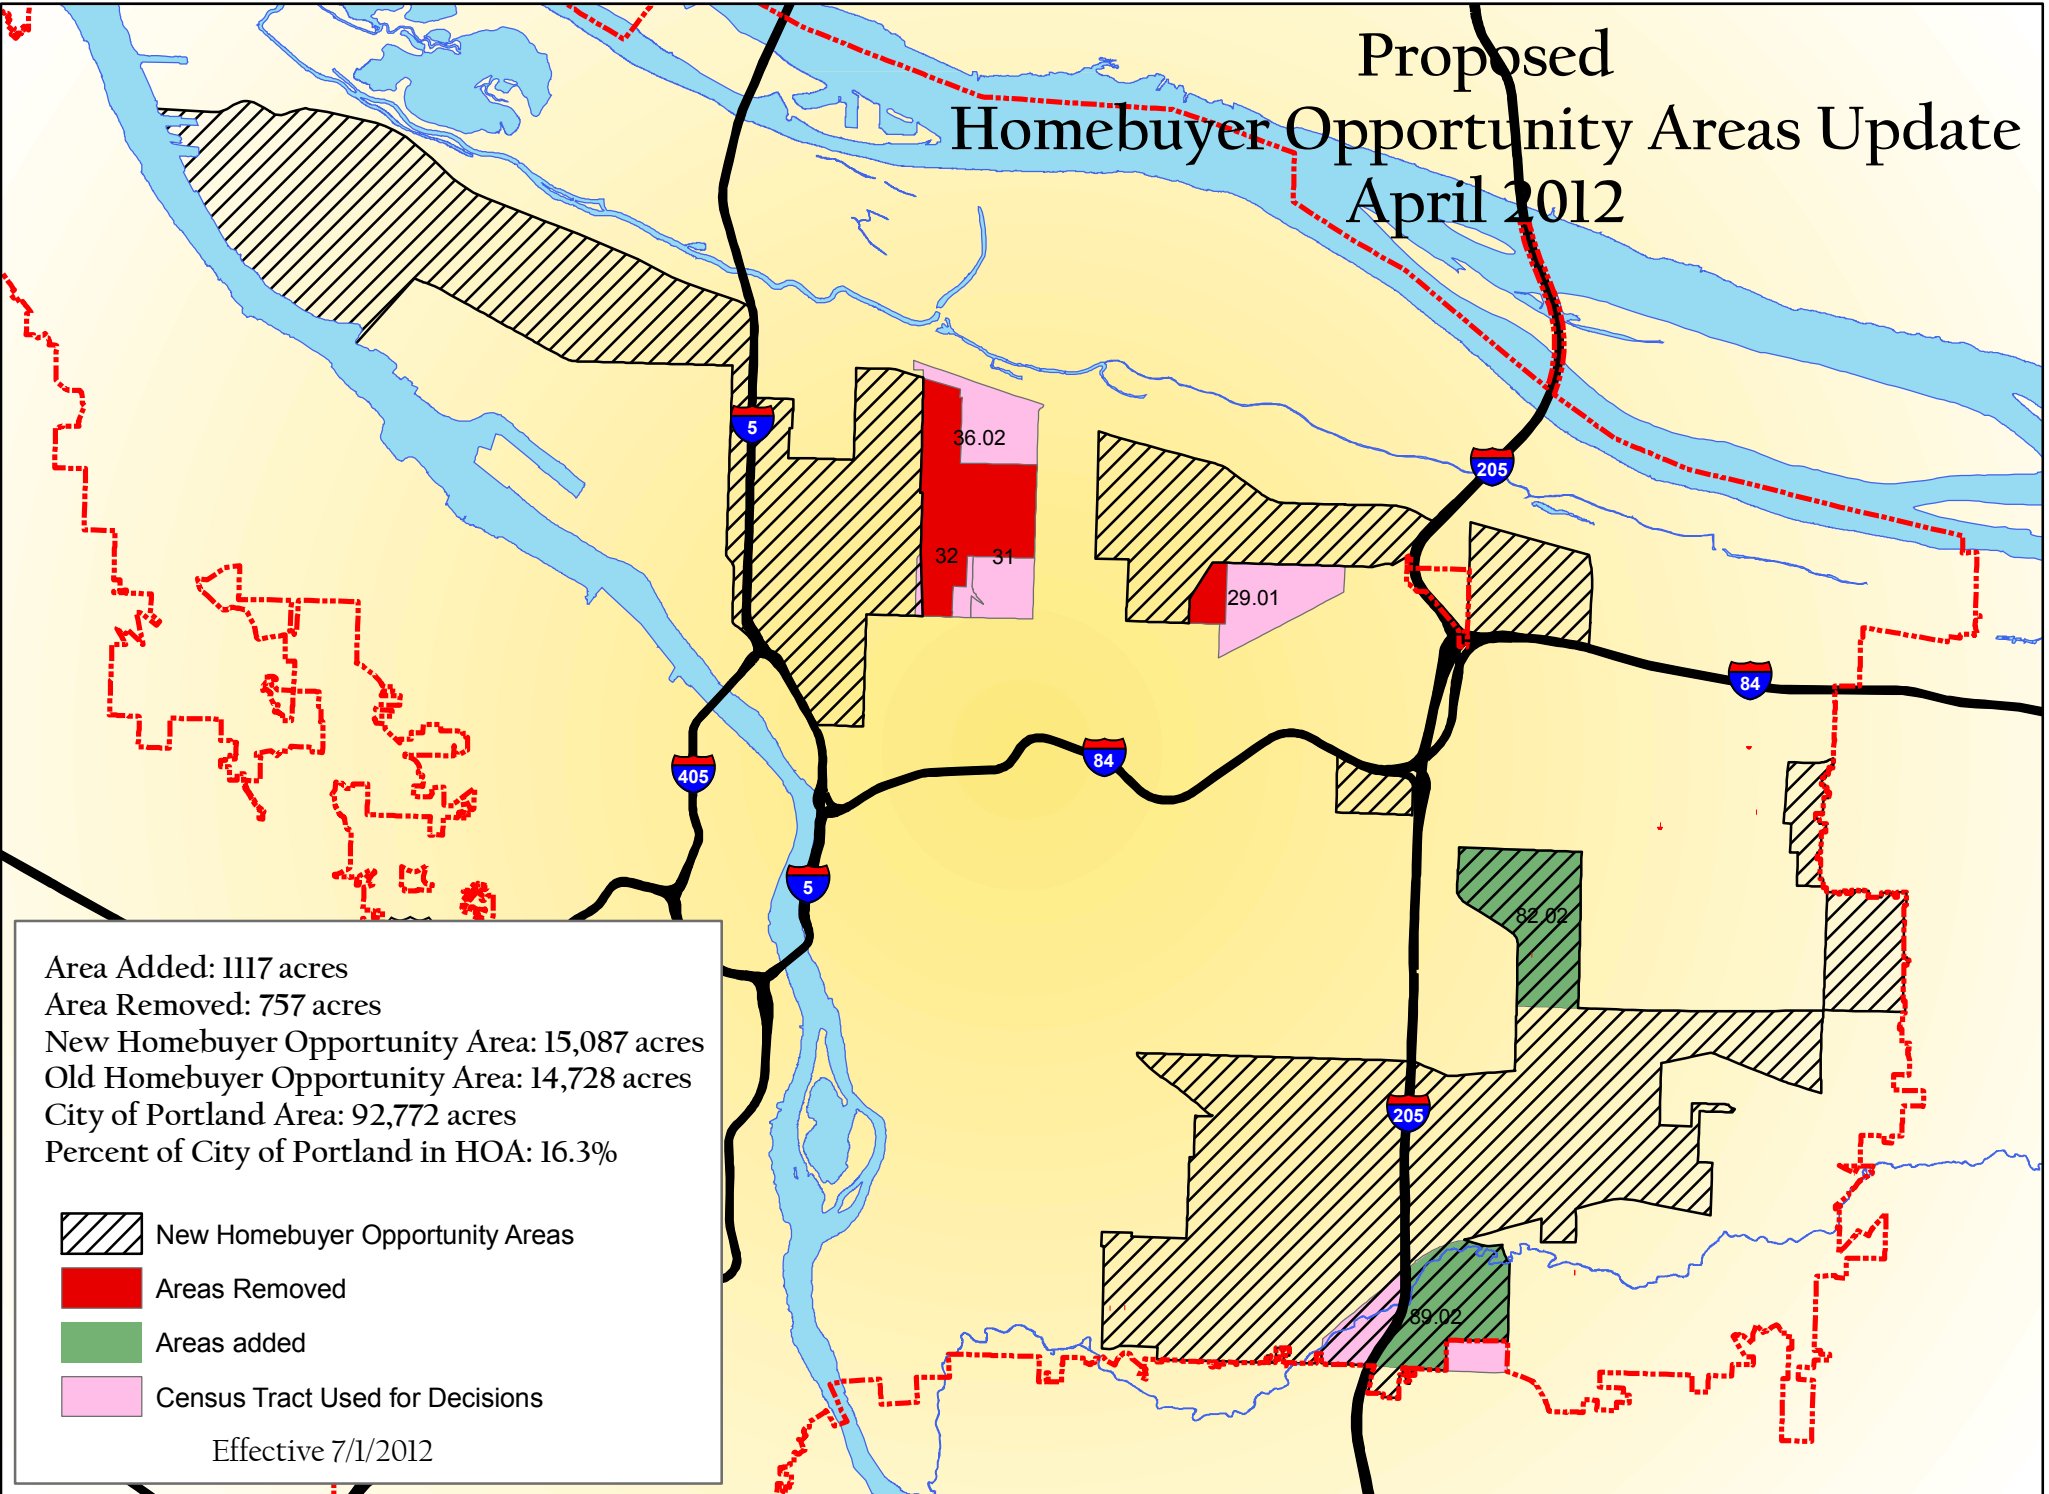 Proposed
Homebuyer Opportunity Areas Update
April 2012
5
36.02
205
32
31
29.01
84
84
405
5
82.02
205
89.02
Area Added: 1117 acres
Area Removed: 757 acres
New Homebuyer Opportunity Area: 15,087 acres
Old Homebuyer Opportunity Area: 14,728 acres
City of Portland Area: 92,772 acres
Percent of City of Portland in HOA: 16.3%
New Homebuyer Opportunity Areas
Areas Removed
Areas added
Census Tract Used for Decisions
Effective 7/1/2012